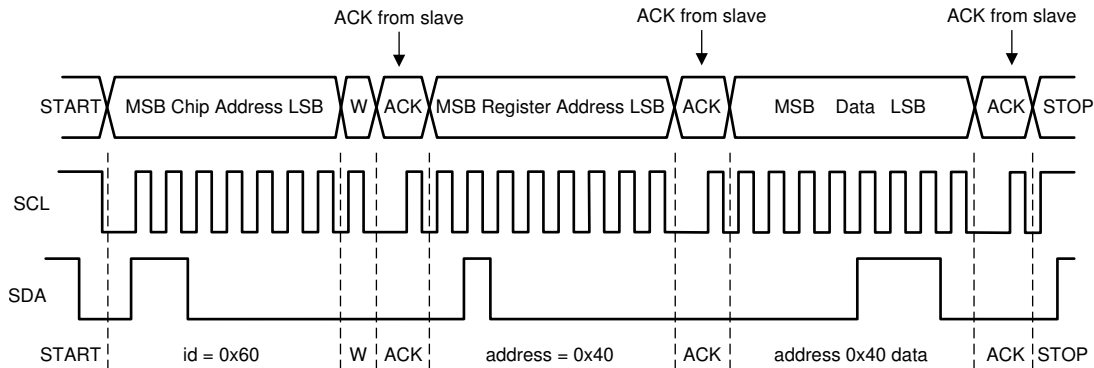 ACK from slave ACK from slave ACK from slave
START MSB Chip Address LSB W ACK MSB Register Address LSB ACK MSB Data LSB ACK STOP
SCL
SDA
START id = 0x60 W ACK address = 0x40 ACK address 0x40 data ACK STOP